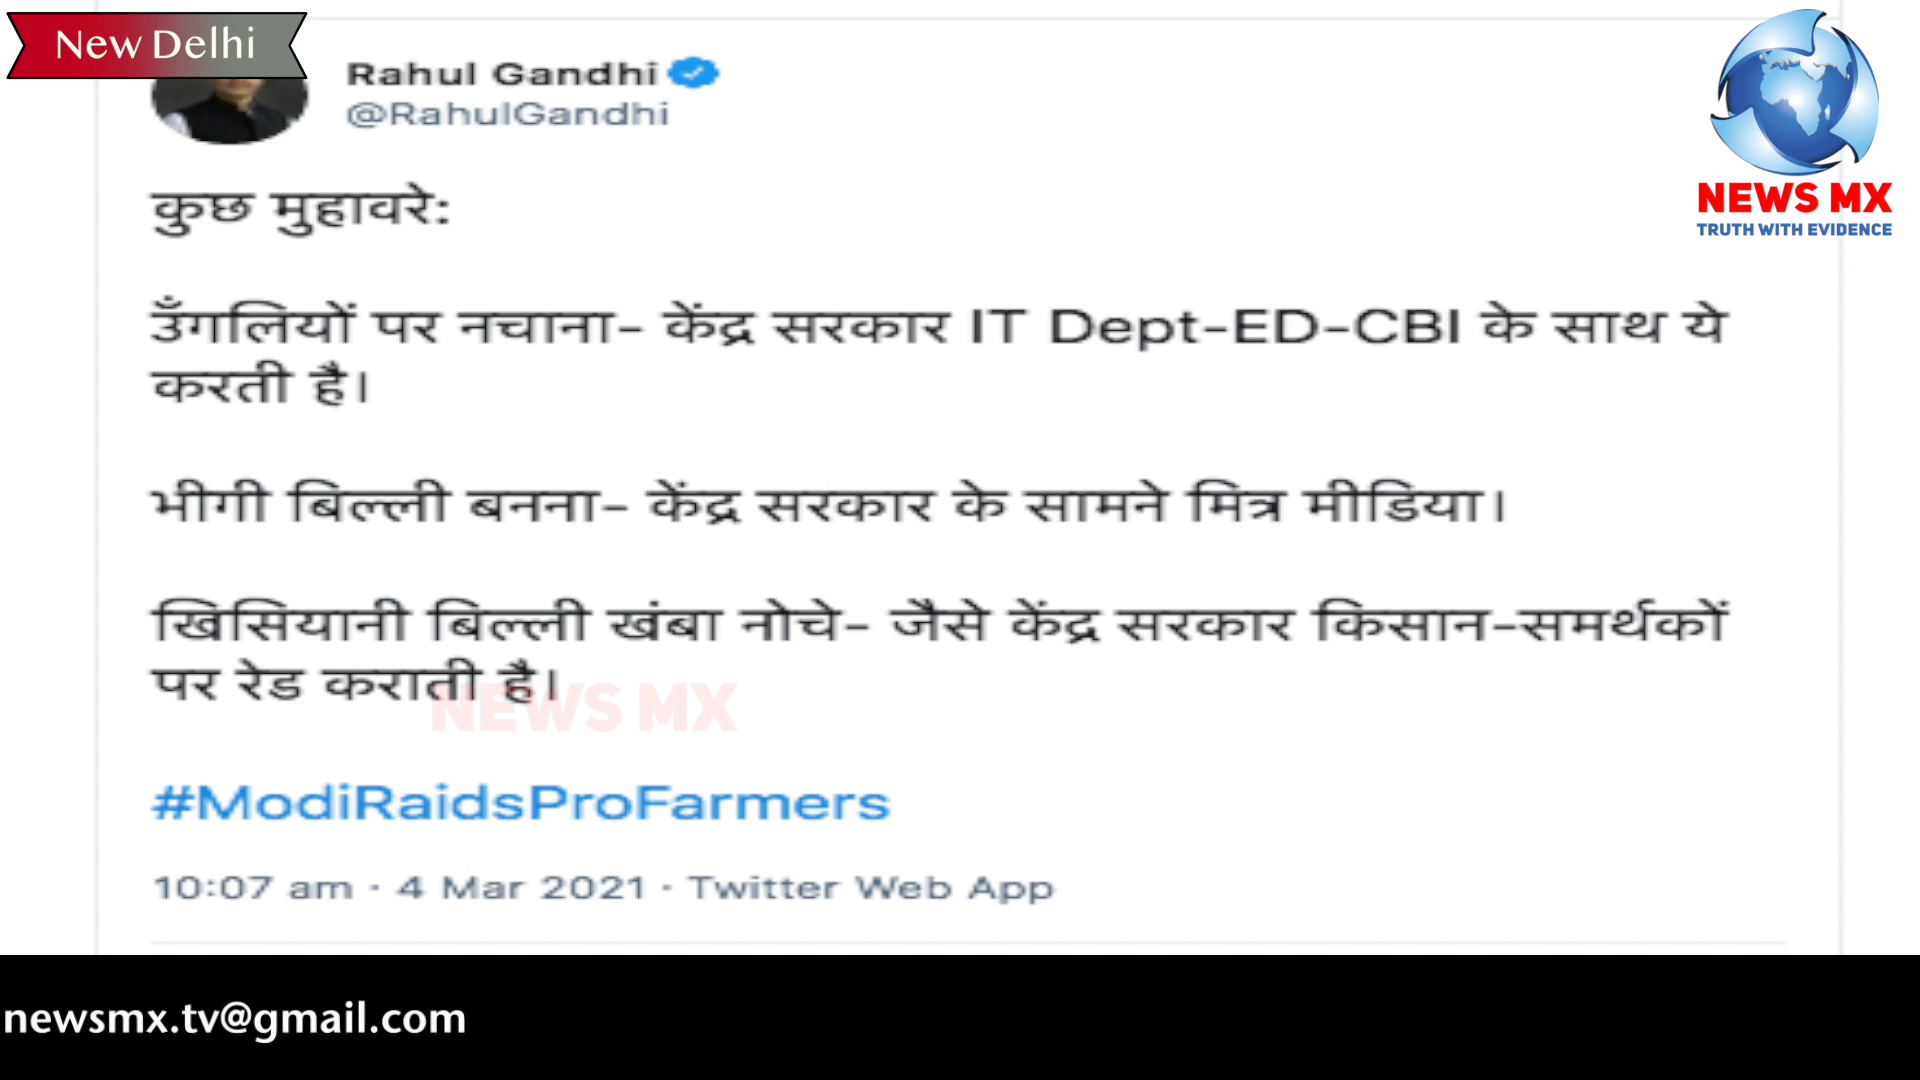 New Delhi
Rahul Gandhi
@RahulGandhi
NEWS MX
TRUTH WITH EVIDENCE
कुछ मुहावरे:
उँगलियों पर नचाना- केंद्र सरकार IT Dept-ED-CBI के साथ ये
करती है।
भीगी बिल्ली बनना- केंद्र सरकार के सामने मित्र मीडिया।
खिसियानी बिल्ली खंबा नोचे- जैसे केंद्र सरकार किसान-समर्थकों
पर रेड कराती है।
NEWS MX
#ModiRaidsProFarmers
10:07 am · 4 Mar 2021 · Twitter Web App
newsmx.tv@gmail.com